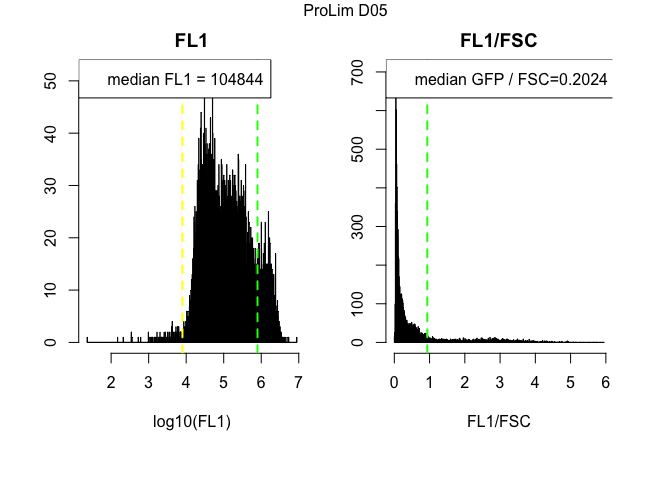 ProLim D05
FL1
median FL1 = 104844
50
40
30
20
10
0
2 3 4 5 6 7
log10(FL1)
FL1/FSC
median GFP / FSC=0.2024
700
500
300
100
0
0 1 2 3 4 5 6
FL1/FSC